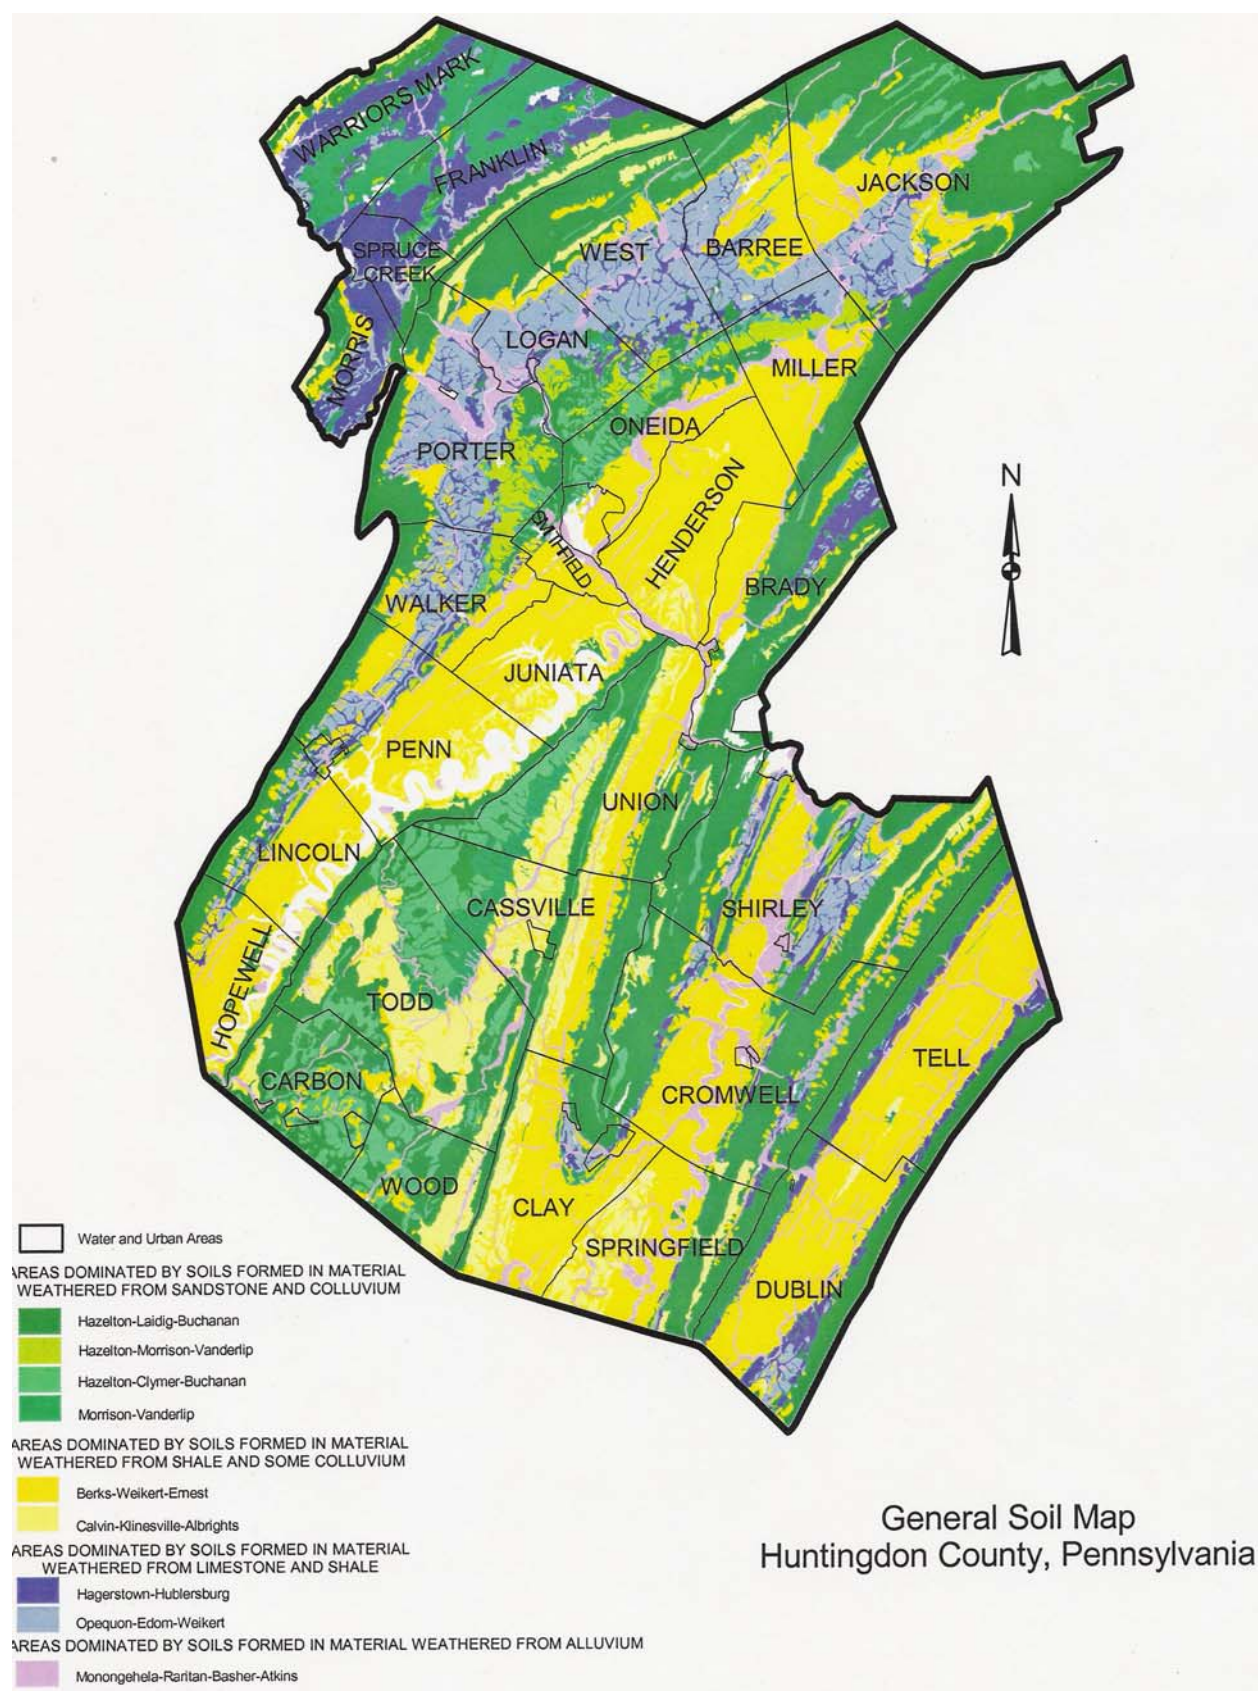 WARRIORS MARK
FRANKLIN
JACKSON
SPRUCE
CREEK
WEST
BARREE
MORRIS
LOGAN
MILLER
ONEIDA
PORTER
N
HENDERSON
SMITHFIELD
BRADY
WALKER
JUNIATA
PENN
UNION
LINCOLN
CASSVILLE
SHIRLEY
HOPEWELL
TODD
TELL
CARBON
CROMWELL
WOOD
CLAY
SPRINGFIELD
DUBLIN
Water and Urban Areas
AREAS DOMINATED BY SOILS FORMED IN MATERIAL
WEATHERED FROM SANDSTONE AND COLLUVIUM
Hazelton-Laidig-Buchanan
Hazelton-Morrison-Vanderlip
Hazelton-Clymer-Buchanan
Morrison-Vanderlip
AREAS DOMINATED BY SOILS FORMED IN MATERIAL
WEATHERED FROM SHALE AND SOME COLLUVIUM
Berks-Weikert-Ernest
Calvin-Klinesville-Albrights
AREAS DOMINATED BY SOILS FORMED IN MATERIAL
WEATHERED FROM LIMESTONE AND SHALE
Hagerstown-Hublersburg
Opequon-Edom-Weikert
AREAS DOMINATED BY SOILS FORMED IN MATERIAL WEATHERED FROM ALLUVIUM
Monongehela-Raritan-Basher-Atkins
General Soil Map
Huntingdon County, Pennsylvania